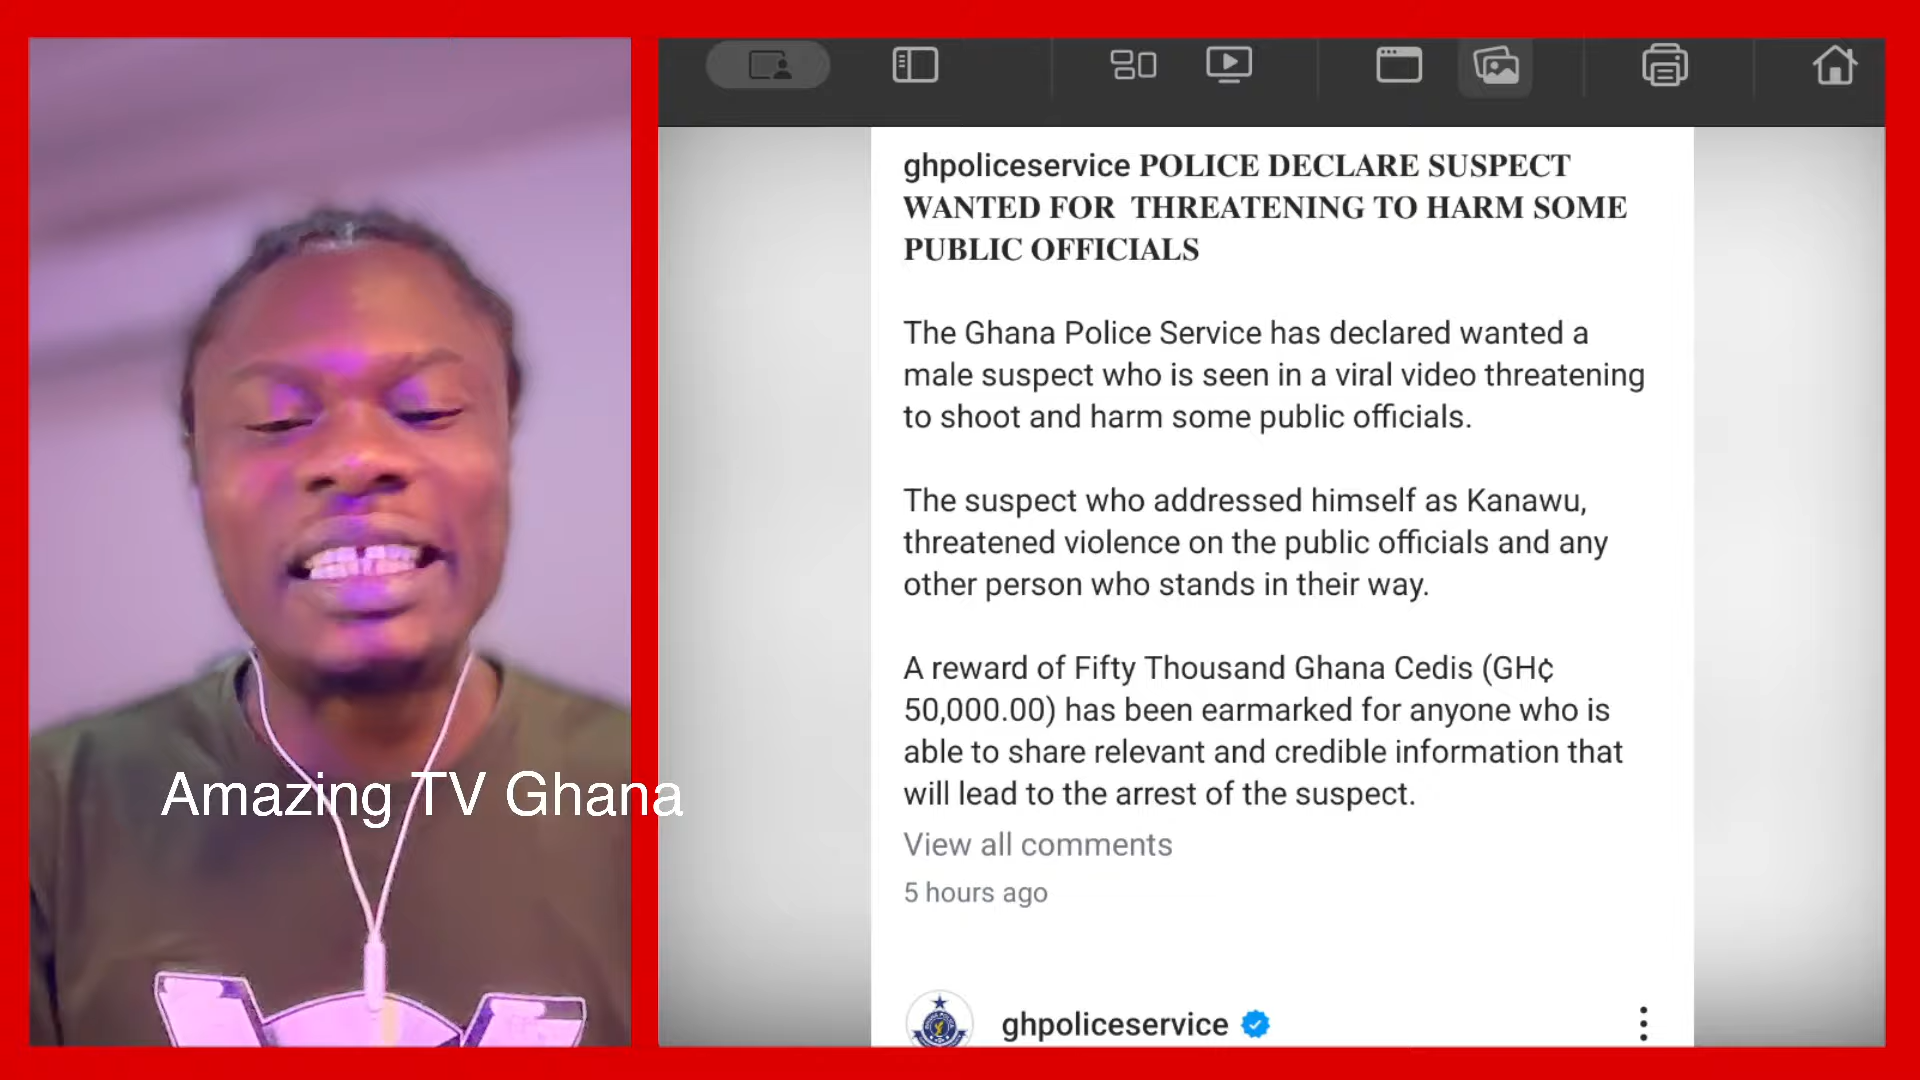 ghpoliceservice POLICE DECLARE SUSPECT
WANTED FOR THREATENING TO HARM SOME
PUBLIC OFFICIALS
The Ghana Police Service has declared wanted a
male suspect who is seen in a viral video threatening
to shoot and harm some public officials.
The suspect who addressed himself as Kanawu,
threatened violence on the public officials and any
other person who stands in their way.
A reward of Fifty Thousand Ghana Cedis (GH¢
50,000.00) has been earmarked for anyone who is
able to share relevant and credible information that
will lead to the arrest of the suspect.
View all comments
5 hours ago
ghpoliceservice
Amazing TV Ghana